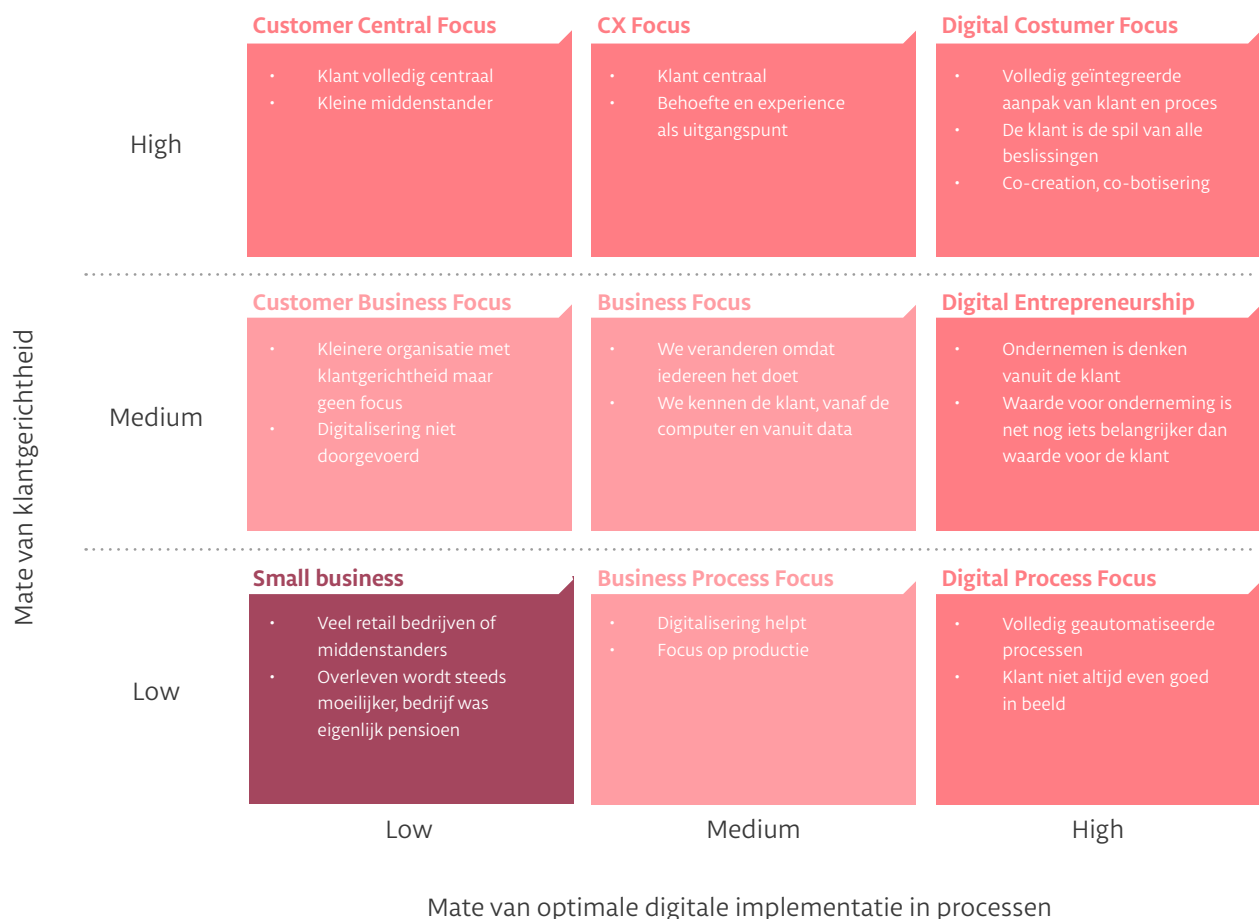 Customer Central Focus
• Klant volledig centraal
• Kleine middenstander
CX Focus
• Klant centraal
• Behoefte en experience
als uitgangspunt
Digital Costumer Focus
• Volledig geïntegreerde
aanpak van klant en proces
• De klant is de spil van alle
beslissingen
• Co-creation, co-botisering
High
Customer Business Focus
• Kleinere organisatie met
klantgerichtheid maar
geen focus
• Digitalisering niet
doorgevoerd
Business Focus
• We veranderen omdat
iedereen het doet
• We kennen de klant, vanaf de
computer en vanuit data
Digital Entrepreneurship
• Ondernemen is denken
vanuit de klant
• Waarde voor onderneming is
net nog iets belangrijker dan
waarde voor de klant
Medium
Mate van klantgerichtheid
Small business
• Veel retail bedrijven of
middenstanders
• Overleven wordt steeds
moeilijker, bedrijf was
eigenlijk pensioen
Business Process Focus
• Digitalisering helpt
• Focus op productie
Digital Process Focus
• Volledig geautomatiseerde
processen
• Klant niet altijd even goed
in beeld
Low
Low
Medium
High
Mate van optimale digitale implementatie in processen